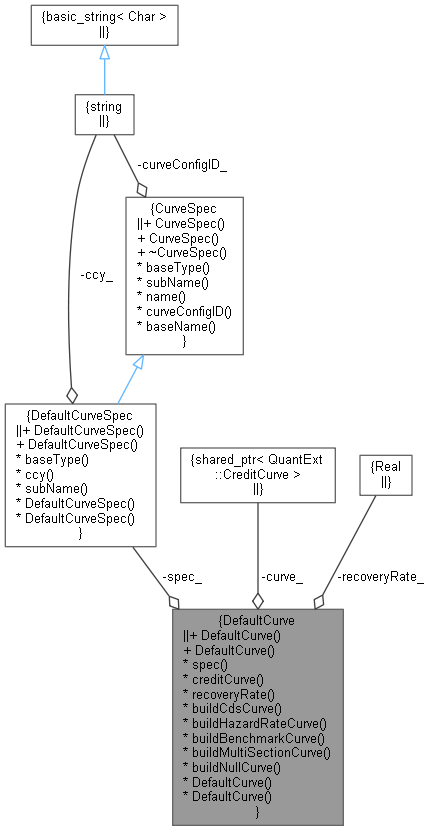 {basic_string< Char >
||}
{string
||}
-curveConfigID_
{CurveSpec
||+ CurveSpec()
+ CurveSpec()
+ ~CurveSpec()
* baseType()
* subName()
* name()
* curveConfigID()
* baseName()
}
-ccy_
{DefaultCurveSpec
||+ DefaultCurveSpec()
+ DefaultCurveSpec()
* baseType()
* ccy()
* subName()
* DefaultCurveSpec()
* DefaultCurveSpec()
}
{shared_ptr< QuantExt
::CreditCurve >
||}
{Real
||}
-spec_
-curve_
-recoveryRate_
{DefaultCurve
||+ DefaultCurve()
+ DefaultCurve()
* spec()
* creditCurve()
* recoveryRate()
* buildCdsCurve()
* buildHazardRateCurve()
* buildBenchmarkCurve()
* buildMultiSectionCurve()
* buildNullCurve()
* DefaultCurve()
* DefaultCurve()
}